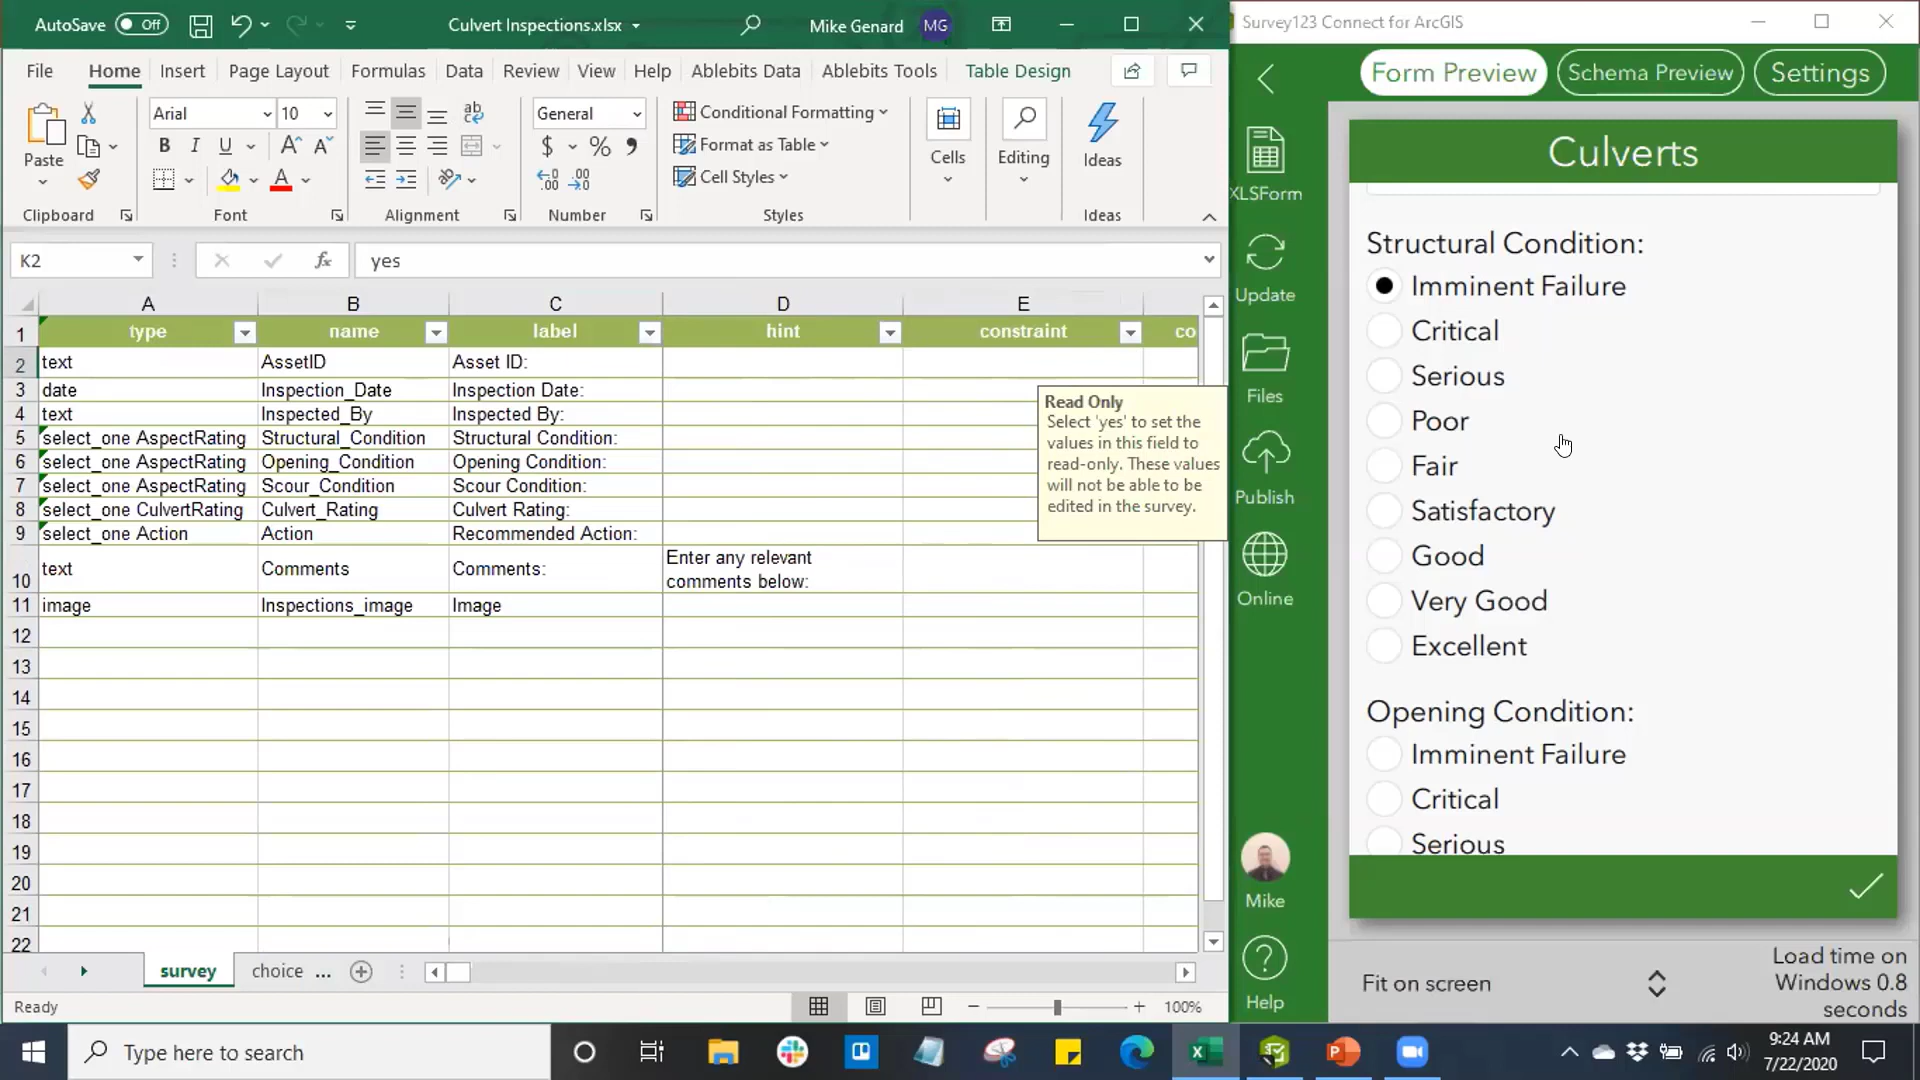 AutoSave Off Culvert Inspections.xlsx Mike Genard MG
File Home Insert Page Layout Formulas Data Review View Help Ablebits Data Ablebits Tools Table Design
Arial 10 General Conditional Formatting
Paste B I U Format as Table Cells Editing Ideas
Cell Styles
Clipboard Font Alignment Number Styles Ideas
K2 fx yes
A B C D E
1 type name label hint constraint co
2 text AssetID Asset ID:
3 date Inspection_Date Inspection Date:
4 text Inspected_By Inspected By:
5 select_one AspectRating Structural_Condition Structural Condition:
6 select_one AspectRating Opening_Condition Opening Condition:
7 select_one AspectRating Scour_Condition Scour Condition:
8 select_one CulvertRating Culvert_Rating Culvert Rating:
9 select_one Action Action Recommended Action:
10 text Comments Comments: Enter any relevant
comments below:
11 image Inspections_image Image
12
13
14
15
16
17
18
19
20
21
22
Read Only
Select 'yes' to set the
values in this field to
read-only. These values
will not be able to be
edited in the survey.
survey choice ...
Ready 100%
Survey123 Connect for ArcGIS
Form Preview Schema Preview Settings
XLSForm
Update
Files
Publish
Online
Mike
Help
Culverts
Structural Condition:
Imminent Failure
Critical
Serious
Poor
Fair
Satisfactory
Good
Very Good
Excellent
Opening Condition:
Imminent Failure
Critical
Serious
Fit on screen
Load time on
Windows 0.8
seconds
Type here to search
9:24 AM
7/22/2020